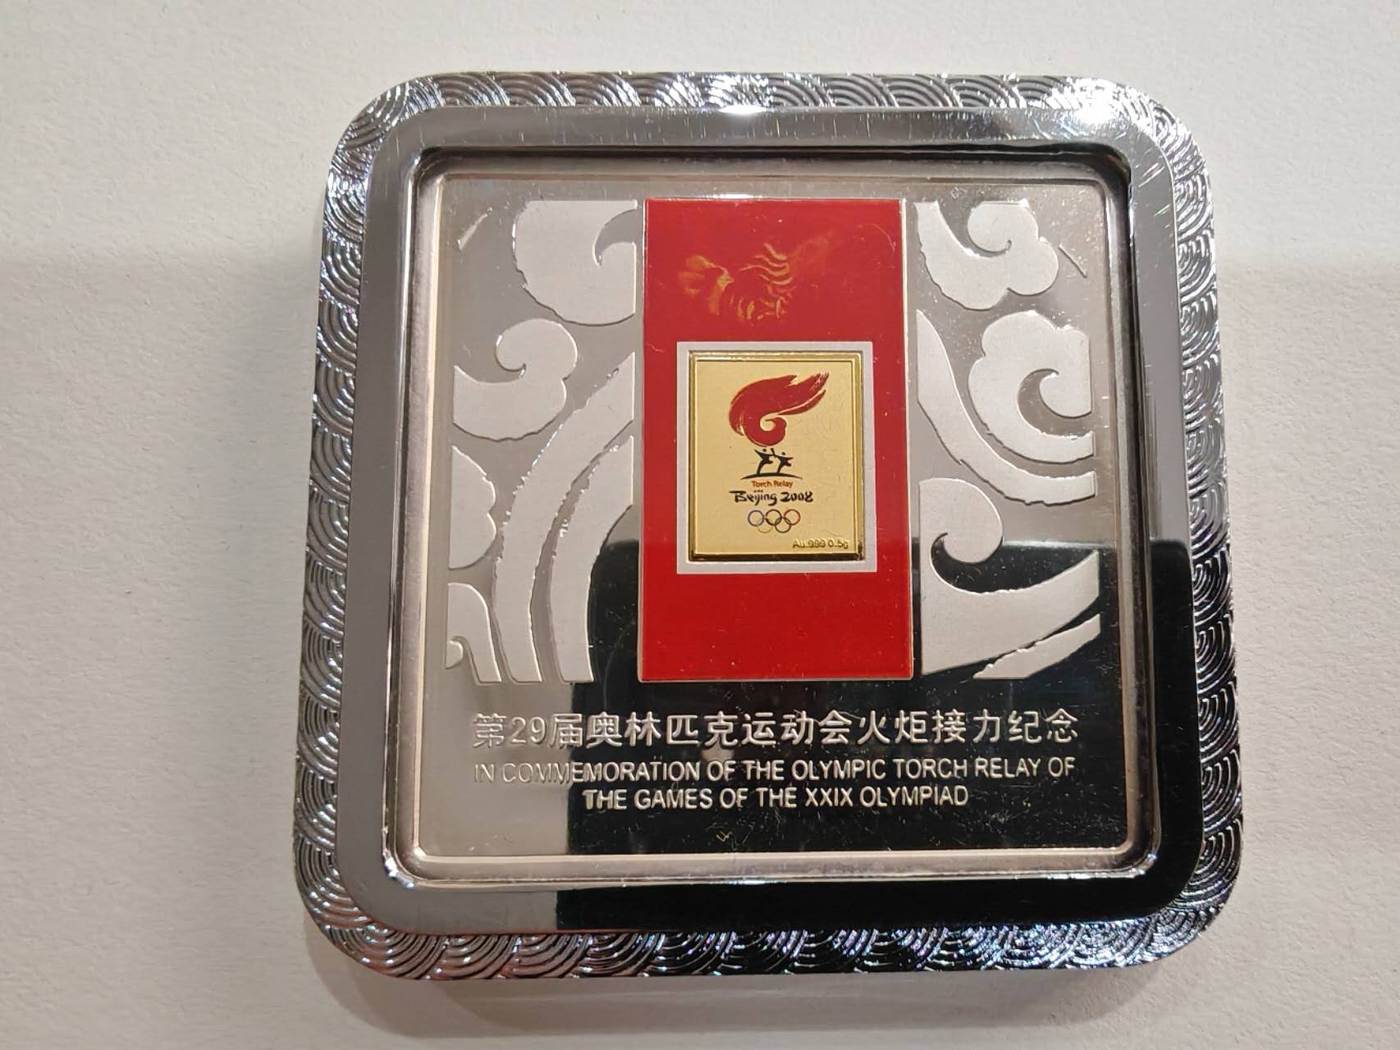 Torch Relay
Beijing 2008
Au.999 0.5g
第29届奥林匹克运动会火炬接力纪念
IN COMMEMORATION OF THE OLYMPIC TORCH RELAY OF
THE GAMES OF THE XXIX OLYMPIAD